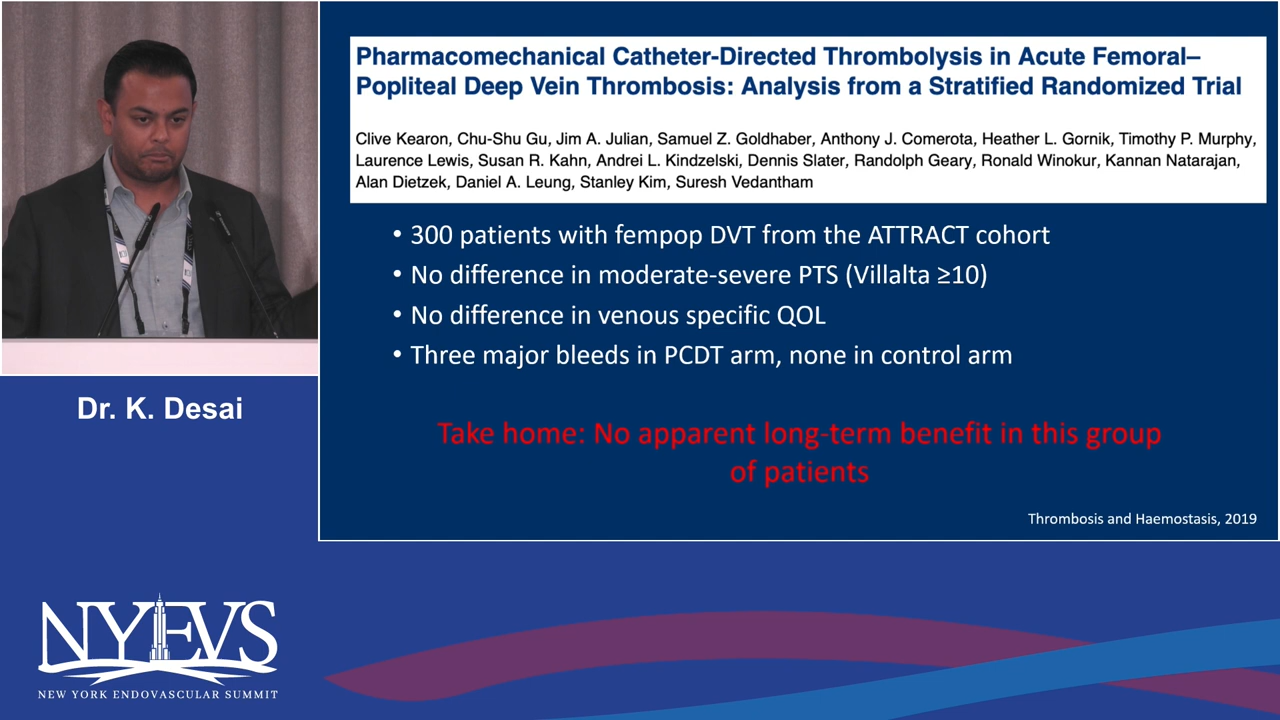 Pharmacomechanical Catheter-Directed Thrombolysis in Acute Femoral–
Popliteal Deep Vein Thrombosis: Analysis from a Stratified Randomized Trial
Clive Kearon, Chu-Shu Gu, Jim A. Julian, Samuel Z. Goldhaber, Anthony J. Comerota, Heather L. Gornik, Timothy P. Murphy,
Laurence Lewis, Susan R. Kahn, Andrei L. Kindzelski, Dennis Slater, Randolph Geary, Ronald Winokur, Kannan Natarajan,
Alan Dietzek, Daniel A. Leung, Stanley Kim, Suresh Vedantham
• 300 patients with fempop DVT from the ATTRACT cohort
• No difference in moderate-severe PTS (Villalta ≥10)
• No difference in venous specific QOL
• Three major bleeds in PCDT arm, none in control arm
Take home: No apparent long-term benefit in this group
of patients
Thrombosis and Haemostasis, 2019
Dr. K. Desai
NYEVS
NEW YORK ENDOVASCULAR SUMMIT